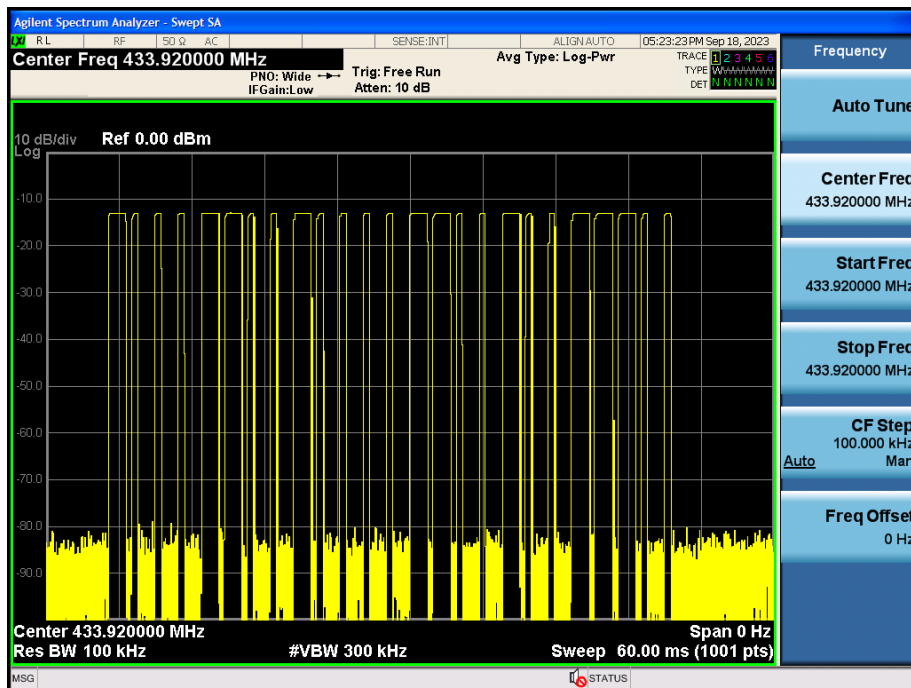 Agilent Spectrum Analyzer - Swept SA
LXI RL RF 50 Ω AC SENSE:INT ALIGN AUTO 05:23:23 PM Sep 18, 2023
Center Freq 433.920000 MHz
PNO: Wide
IFGain:Low
Trig: Free Run
Atten: 10 dB
Avg Type: Log-Pwr
TRACE 1 2 3 4 5 6
TYPE W
DET N N N N N N
10 dB/div
Log
Ref 0.00 dBm
-10.0
-20.0
-30.0
-40.0
-50.0
-60.0
-70.0
-80.0
-90.0
Center 433.920000 MHz
Span 0 Hz
Res BW 100 kHz
#VBW 300 kHz
Sweep 60.00 ms (1001 pts)
MSG
STATUS
Frequency
Auto Tune
Center Freq
433.920000 MHz
Start Freq
433.920000 MHz
Stop Freq
433.920000 MHz
CF Step
100.000 kHz
Auto Man
Freq Offset
0 Hz